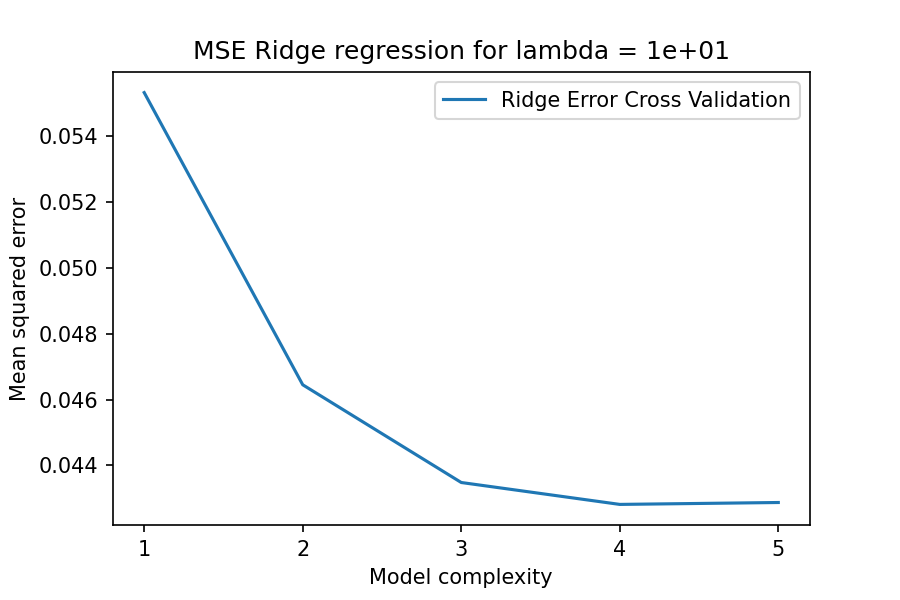 MSE Ridge regression for lambda = 1e+01
Ridge Error Cross Validation
Mean squared error
0.054
0.052
0.050
0.048
0.046
0.044
1 2 3 4 5
Model complexity